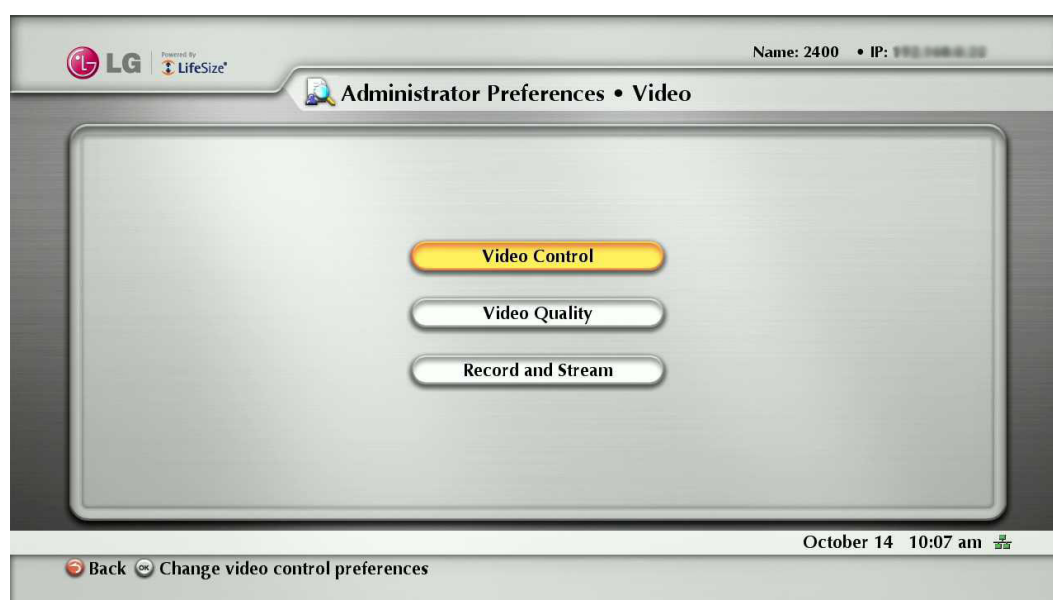 LG
Powered By
LifeSize
Name: 2400 • IP:
Administrator Preferences • Video
Video Control
Video Quality
Record and Stream
October 14 10:07 am
Back OK Change video control preferences